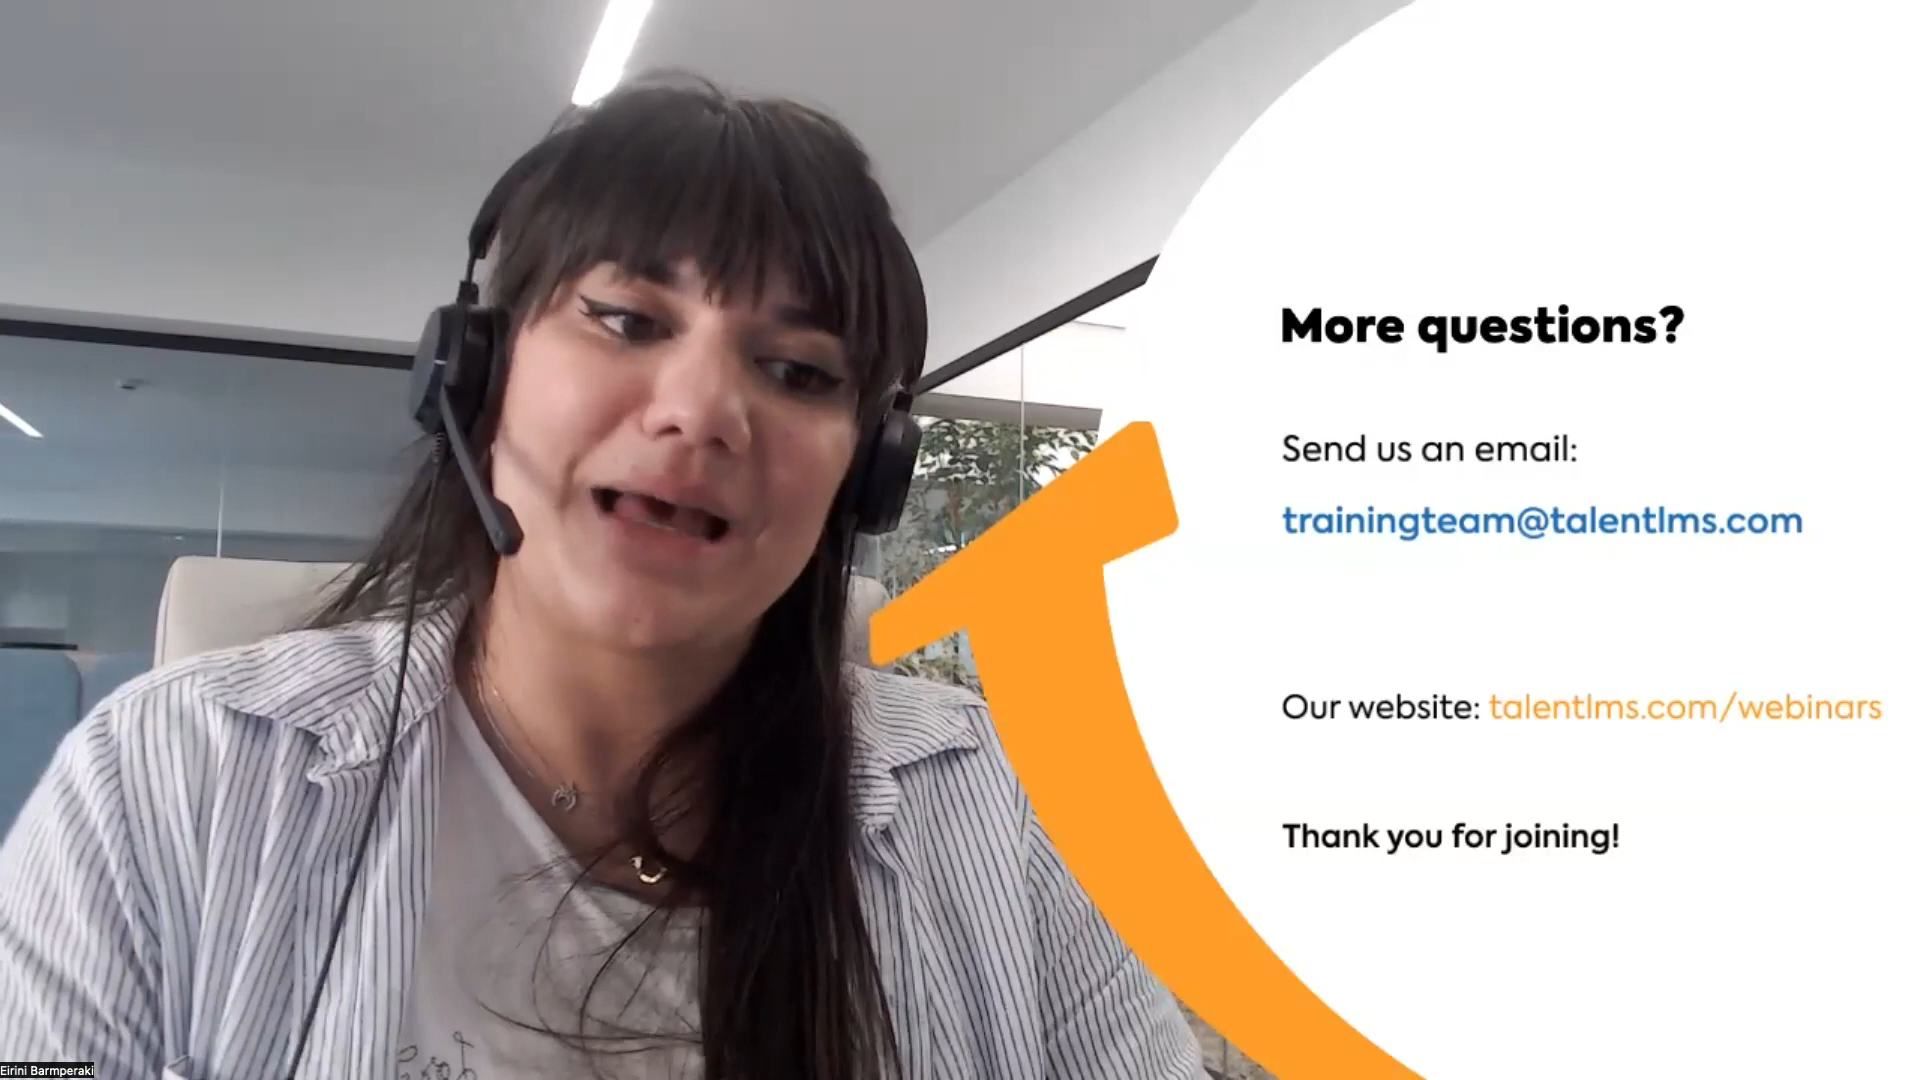 More questions?
Send us an email:
trainingteam@talentlms.com
Our website: talentlms.com/webinars
Thank you for joining!
Eirini Barmperaki